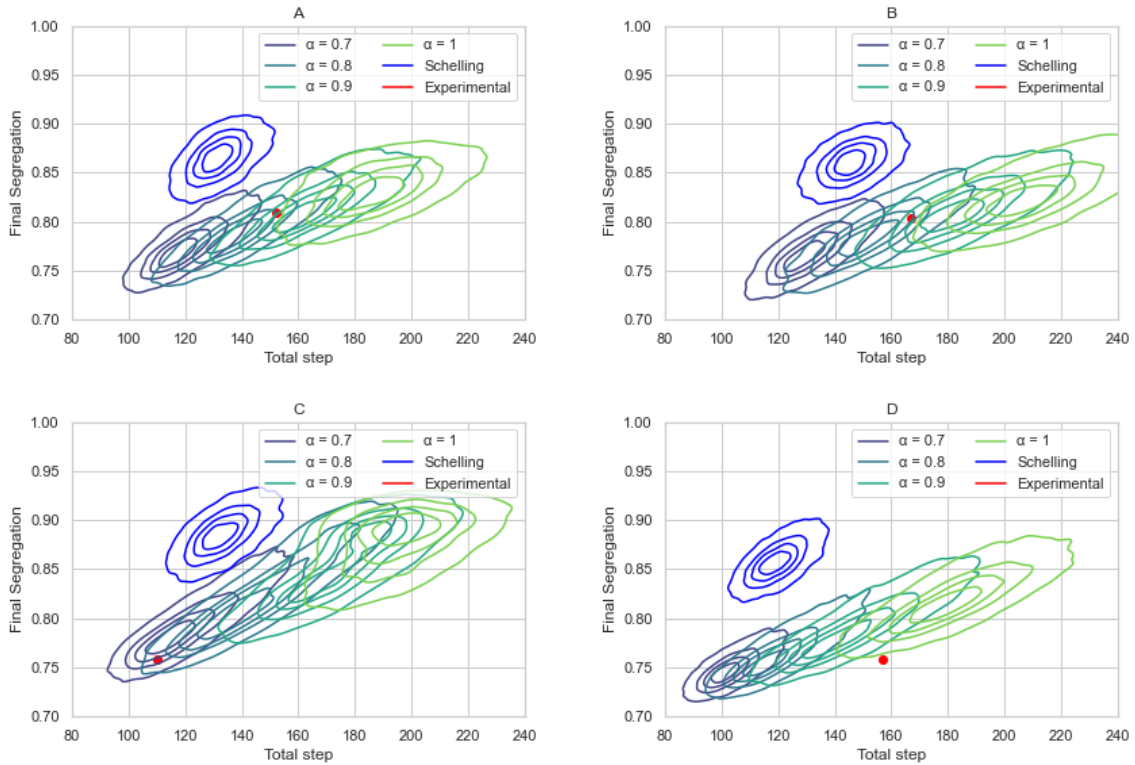 A
Final Segregation
1.00
0.95
0.90
0.85
0.80
0.75
0.70
α = 0.7
α = 0.8
α = 0.9
α = 1
Schelling
Experimental
80 100 120 140 160 180 200 220 240
Total step
B
Final Segregation
1.00
0.95
0.90
0.85
0.80
0.75
0.70
α = 0.7
α = 0.8
α = 0.9
α = 1
Schelling
Experimental
80 100 120 140 160 180 200 220 240
Total step
C
Final Segregation
1.00
0.95
0.90
0.85
0.80
0.75
0.70
α = 0.7
α = 0.8
α = 0.9
α = 1
Schelling
Experimental
80 100 120 140 160 180 200 220 240
Total step
D
Final Segregation
1.00
0.95
0.90
0.85
0.80
0.75
0.70
α = 0.7
α = 0.8
α = 0.9
α = 1
Schelling
Experimental
80 100 120 140 160 180 200 220 240
Total step